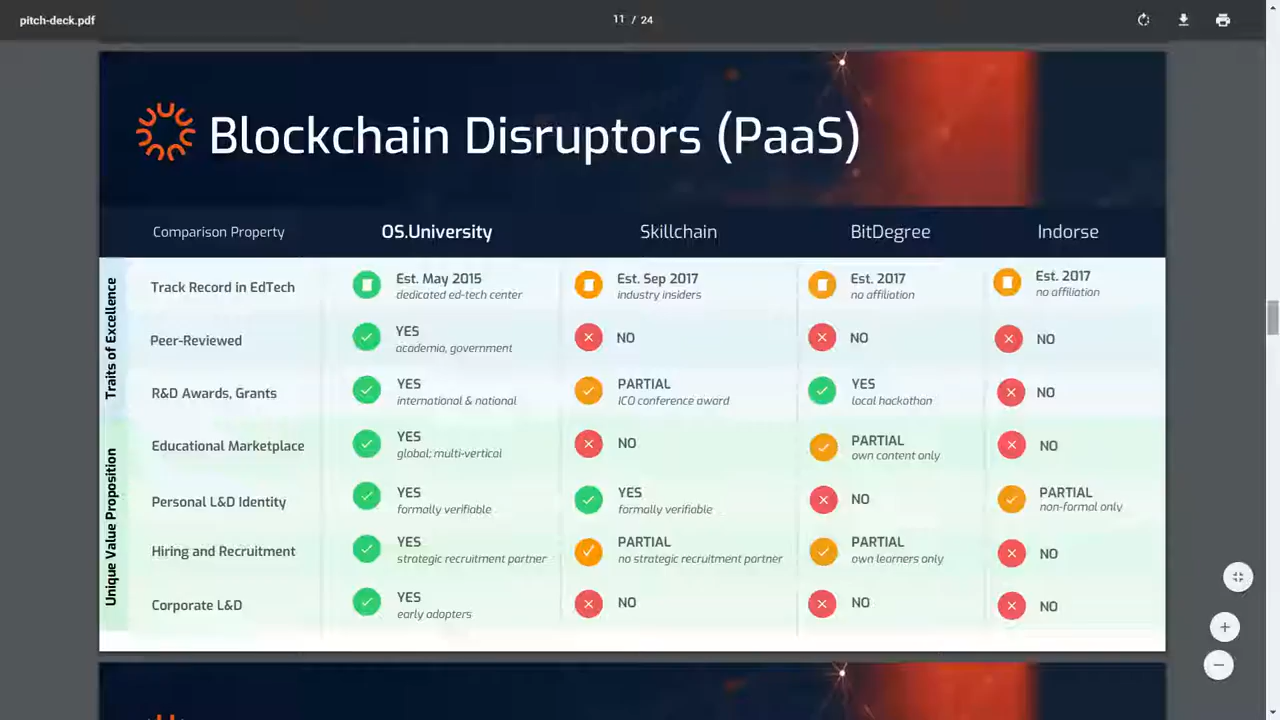 pitch-deck.pdf
11 / 24
Blockchain Disruptors (PaaS)
Comparison Property OS.University Skillchain BitDegree Indorse
Traits of Excellence
Track Record in EdTech Est. May 2015 Est. Sep 2017 Est. 2017 Est. 2017
dedicated ed-tech center industry insiders no affiliation no affiliation
Peer-Reviewed YES NO NO NO
academia, government
R&D Awards, Grants YES PARTIAL YES NO
international & national ICO conference award local hackathon
Unique Value Proposition
Educational Marketplace YES NO PARTIAL NO
global; multi-vertical own content only
Personal L&D Identity YES YES NO PARTIAL
formally verifiable formally verifiable non-formal only
Hiring and Recruitment YES PARTIAL PARTIAL NO
strategic recruitment partner no strategic recruitment partner own learners only
Corporate L&D YES NO NO NO
early adopters